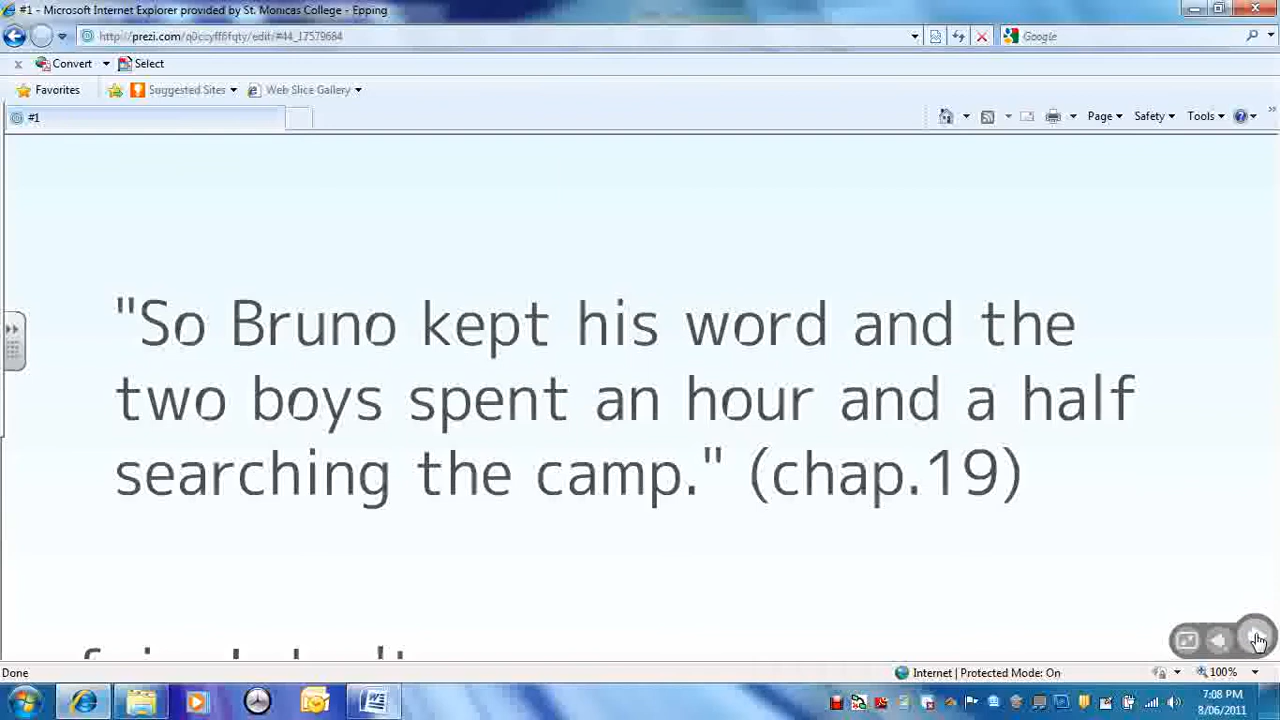 #1 - Microsoft Internet Explorer provided by St. Monicas College - Epping
Google
Convert
Select
Favorites
Suggested Sites
Web Slice Gallery
#1
Page
Safety
Tools
"So Bruno kept his word and the
two boys spent an hour and a half
searching the camp." (chap.19)
Done
Internet | Protected Mode: On
100%
7:08 PM
8/06/2011